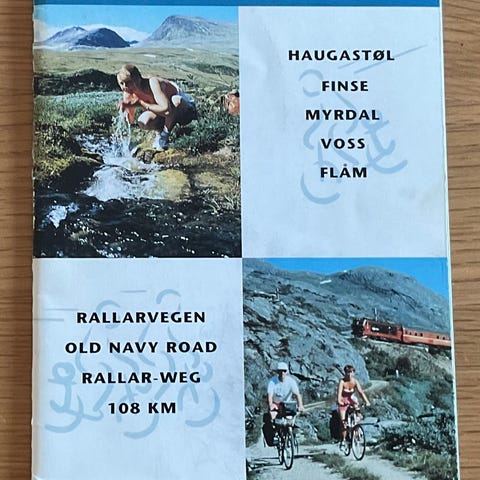 HAUGASTØL
FINSE
MYRDAL
VOSS
FLÅM
RALLARVEGEN
OLD NAVY ROAD
RALLAR-WEG
108 KM